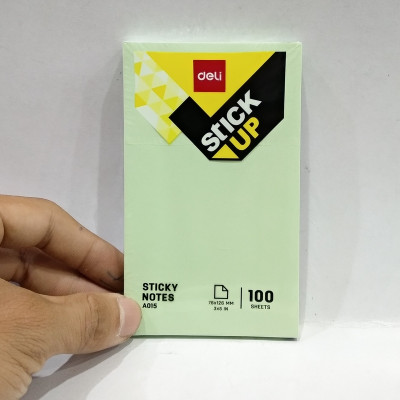 deli
STICK
UP
STICKY
NOTES
A015
76x126 MM
3x5 IN
100
SHEETS